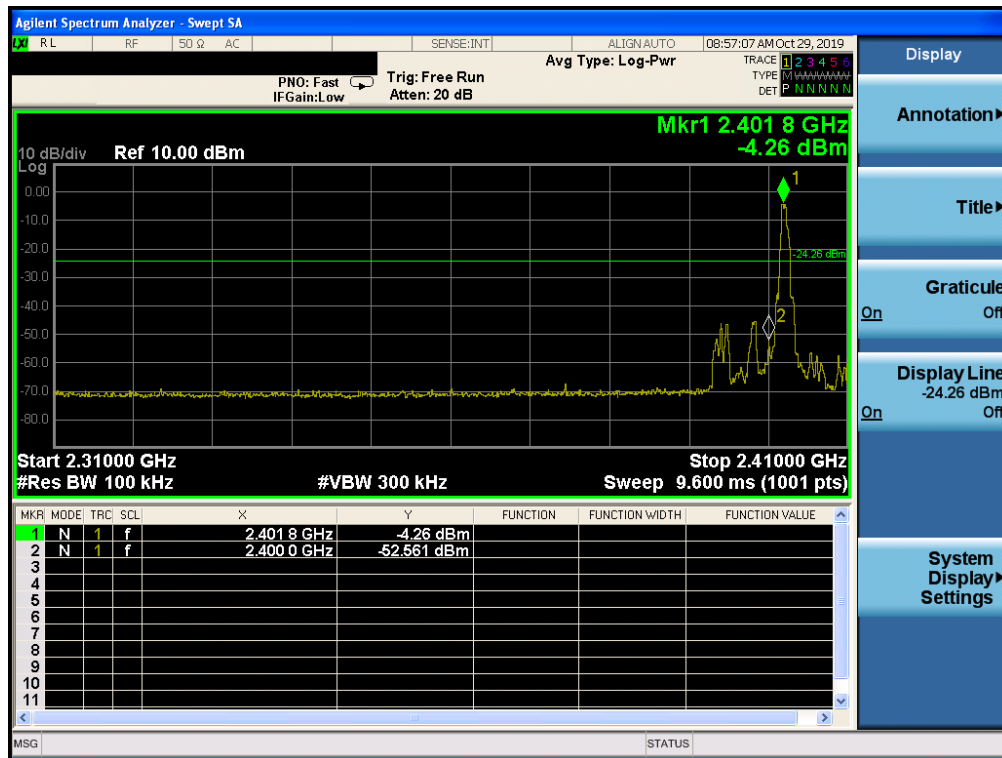 Agilent Spectrum Analyzer - Swept SA
LXI RL RF 50 Ω AC SENSE:INT ALIGN AUTO 08:57:07 AM Oct 29, 2019
Avg Type: Log-Pwr TRACE 1 2 3 4 5 6
PNO: Fast Trig: Free Run TYPE M WWWWW
IFGain:Low Atten: 20 dB DET P N N N N N
Mkr1 2.401 8 GHz
-4.26 dBm
10 dB/div Ref 10.00 dBm
Log
1
0.00
-10.0
-20.0
-24.26 dBm
-30.0
-40.0
2
-50.0
-60.0
-70.0
-80.0
Start 2.31000 GHz Stop 2.41000 GHz
#Res BW 100 kHz #VBW 300 kHz Sweep 9.600 ms (1001 pts)
MKR MODE TRC SCL X Y FUNCTION FUNCTION WIDTH FUNCTION VALUE
1 N 1 f 2.401 8 GHz -4.26 dBm
2 N 1 f 2.400 0 GHz -52.561 dBm
3
4
5
6
7
8
9
10
11
MSG STATUS
Display
Annotation
Title
Graticule
On Off
Display Line
-24.26 dBm
On Off
System
Display
Settings